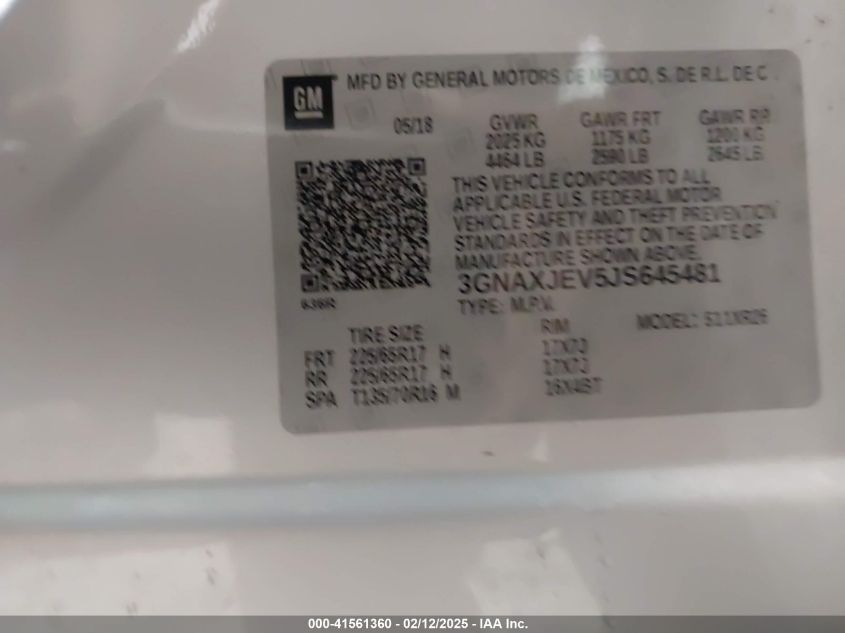 GM
MFD BY GENERAL MOTORS DE MEXICO, S. DE R.L. DE C.
05/18
GVWR GAWR FRT GAWR RR
2025 KG 1175 KG 1200 KG
4464 LB 2590 LB 2645 LB
THIS VEHICLE CONFORMS TO ALL
APPLICABLE U.S. FEDERAL MOTOR
VEHICLE SAFETY AND THEFT PREVENTION
STANDARDS IN EFFECT ON THE DATE OF
MANUFACTURE SHOWN ABOVE.
3GNAXJEV5JS645481
TYPE: M.P.V.
MODEL:
TIRE SIZE RIM
FRT 225/65R17 H 17X7J
RR 225/65R17 H 17X7J
SPA T135/70R16 M 16X4BT
000-41561360 - 02/12/2025 - IAA Inc.